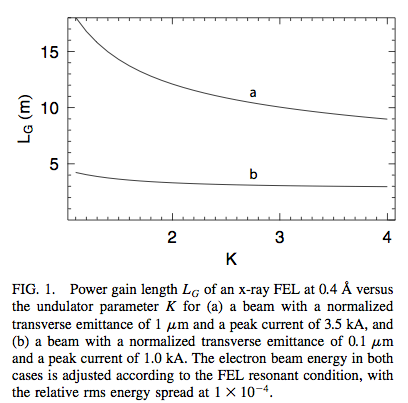 15
10
5
L_G (m)
a
b
2
3
4
K
FIG. 1. Power gain length L_G of an x-ray FEL at 0.4 Å versus
the undulator parameter K for (a) a beam with a normalized
transverse emittance of 1 μm and a peak current of 3.5 kA, and
(b) a beam with a normalized transverse emittance of 0.1 μm
and a peak current of 1.0 kA. The electron beam energy in both
cases is adjusted according to the FEL resonant condition, with
the relative rms energy spread at 1 × 10⁻⁴.